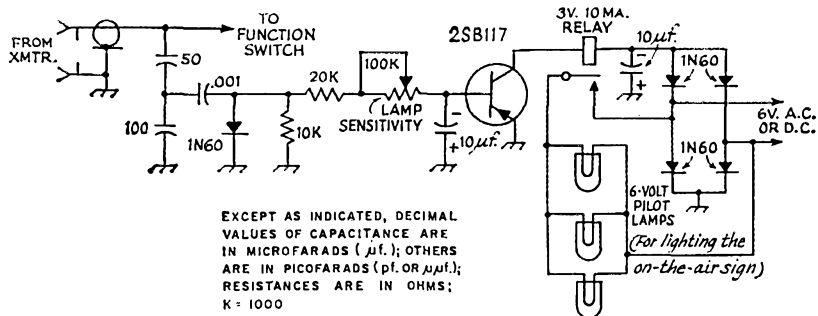 FROM
XMTR.
TO
FUNCTION
SWITCH
50
.001
100
1N60
10K
20K
100K
LAMP
SENSITIVITY
10µf.
2SB117
3V. 10 MA.
RELAY
10µf.
1N60
6V. A.C.
OR D.C.
1N60
6-VOLT
PILOT
LAMPS
(For lighting the
on-the-air sign)
EXCEPT AS INDICATED, DECIMAL
VALUES OF CAPACITANCE ARE
IN MICROFARADS ( µf.); OTHERS
ARE IN PICOFARADS (pf. OR µµf.);
RESISTANCES ARE IN OHMS;
K = 1000